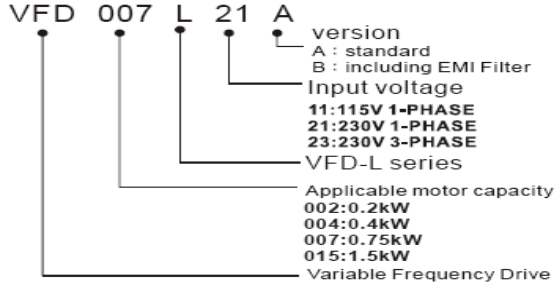 VFD 007 L 21 A
version
A : standard
B : including EMI Filter
Input voltage
11:115V 1-PHASE
21:230V 1-PHASE
23:230V 3-PHASE
VFD-L series
Applicable motor capacity
002:0.2kW
004:0.4kW
007:0.75kW
015:1.5kW
Variable Frequency Drive